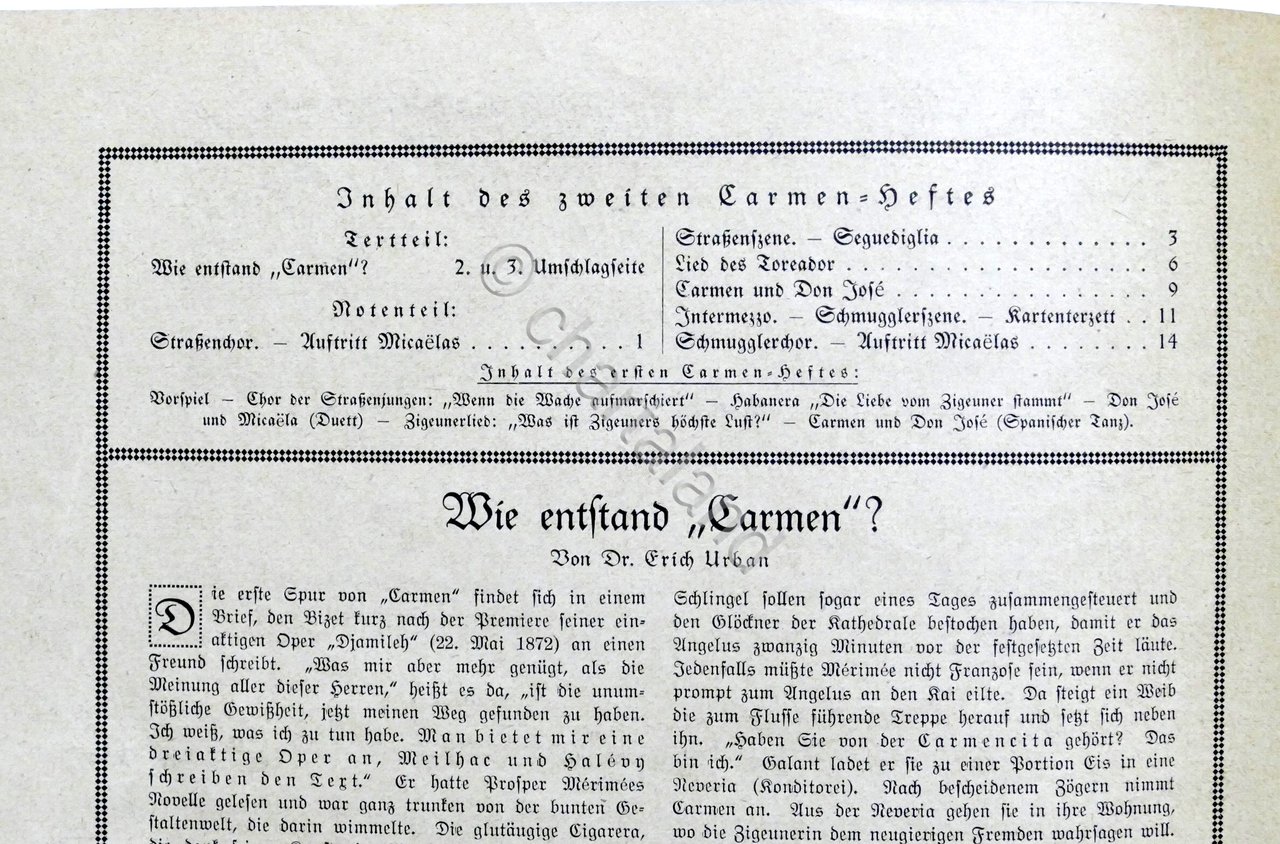 Inhalt des zweiten Carmen-Heftes
Textteil:
Wie entstand „Carmen“? 2. u. 3. Umschlagseite
Notenteil:
Straßenchor. — Auftritt Micaëlas . . . . . . . . . . 1
Straßenszene. — Seguediglia . . . . . . . . . . . . . 3
Lied des Toreador . . . . . . . . . . . . . . . . . . . 6
Carmen und Don José . . . . . . . . . . . . . . . . 9
Intermezzo. — Schmugglerszene. — Kartenterzett . . 11
Schmugglerchor. — Auftritt Micaëlas . . . . . . . . 14
Inhalt des ersten Carmen-Heftes:
Vorspiel — Chor der Straßenjungen: „Wenn die Wache aufmarschiert“ — Habanera „Die Liebe vom Zigeuner stammt“ — Don José
und Micaëla (Duett) — Zigeunerlied: „Was ist Zigeuners höchste Lust?“ — Carmen und Don José (Spanischer Tanz).
Wie entstand „Carmen“?
Von Dr. Erich Urban
Die erste Spur von „Carmen“ findet sich in einem
Brief, den Bizet kurz nach der Premiere seiner ein-
aktigen Oper „Djamileh“ (22. Mai 1872) an einen
Freund schreibt. „Was mir aber mehr genügt, als die
Meinung aller dieser Herren,“ heißt es da, „ist die unum-
stößliche Gewißheit, jetzt meinen Weg gefunden zu haben.
Ich weiß, was ich zu tun habe. Man bietet mir eine
dreiaktige Oper an, Meilhac und Halévy
schreiben den Text.“ Er hatte Prosper Mérimées
Novelle gelesen und war ganz trunken von der bunten Ge-
staltenwelt, die darin wimmelte. Die glutäugige Cigarera,
Schlingel sollen sogar eines Tages zusammengesteuert und
den Glöckner der Kathedrale bestochen haben, damit er das
Angelus zwanzig Minuten vor der festgesetzten Zeit läute.
Jedenfalls müßte Mérimée nicht Franzose sein, wenn er nicht
prompt zum Angelus an den Kai eilte. Da steigt ein Weib
die zum Flusse führende Treppe herauf und setzt sich neben
ihn. „Haben Sie von der Carmencita gehört? Das
bin ich.“ Galant ladet er sie zu einer Portion Eis in eine
Neveria (Konditorei). Nach bescheidenem Zögern nimmt
Carmen an. Aus der Neveria gehen sie in ihre Wohnung,
wo die Zigeunerin dem neugierigen Fremden wahrsagen will.
© chartaland